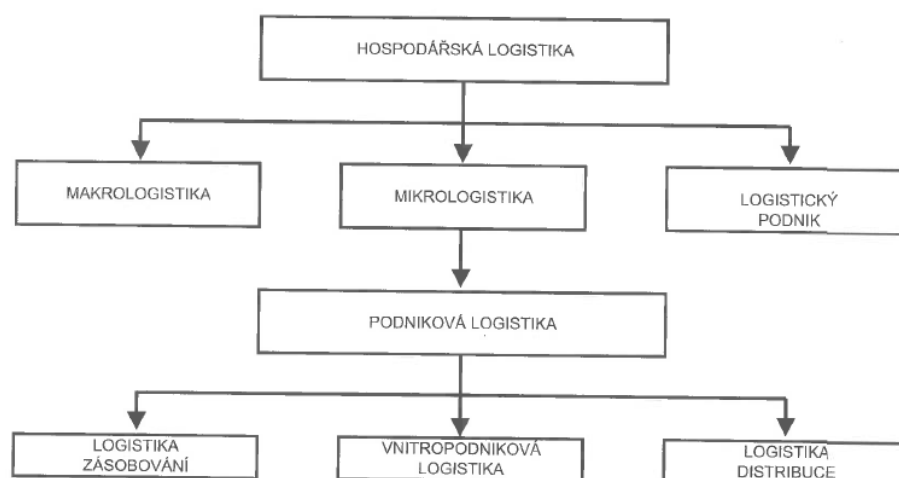 HOSPODÁŘSKÁ LOGISTIKA
MAKROLOGISTIKA
MIKROLOGISTIKA
LOGISTICKÝ
PODNIK
PODNIKOVÁ LOGISTIKA
LOGISTIKA
ZÁSOBOVÁNÍ
VNITROPODNIKOVÁ
LOGISTIKA
LOGISTIKA
DISTRIBUCE